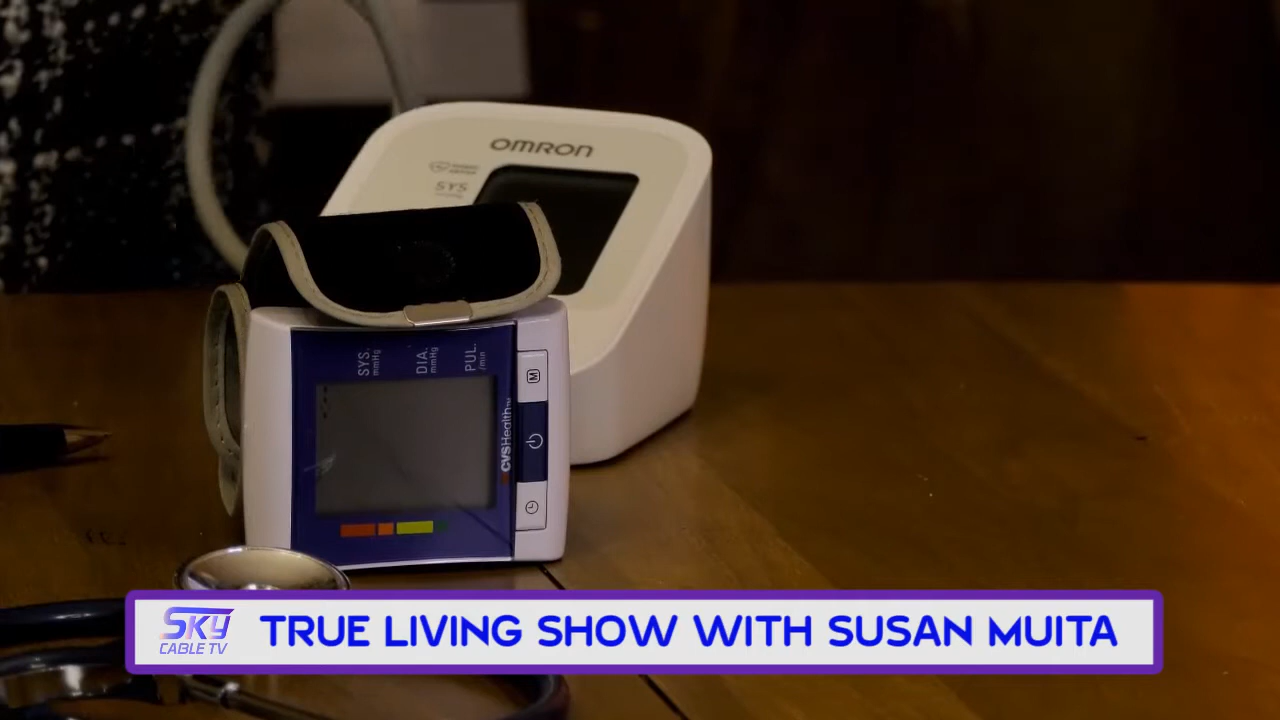 OMRON
SYS
SYS.
mmHg
DIA.
mmHg
PUL.
/min
M
CVSHealth
SKY
CABLE TV
TRUE LIVING SHOW WITH SUSAN MUITA